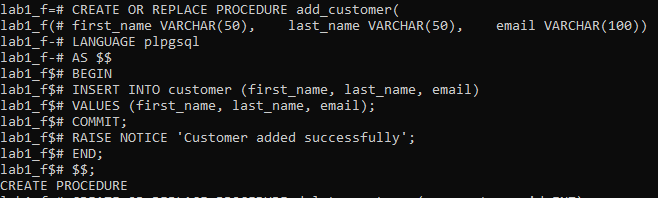 lab1_f=# CREATE OR REPLACE PROCEDURE add_customer(
lab1_f(# first_name VARCHAR(50),    last_name VARCHAR(50),    email VARCHAR(100))
lab1_f-# LANGUAGE plpgsql
lab1_f-# AS $$
lab1_f$# BEGIN
lab1_f$# INSERT INTO customer (first_name, last_name, email)
lab1_f$# VALUES (first_name, last_name, email);
lab1_f$# COMMIT;
lab1_f$# RAISE NOTICE 'Customer added successfully';
lab1_f$# END;
lab1_f$# $$;
CREATE PROCEDURE